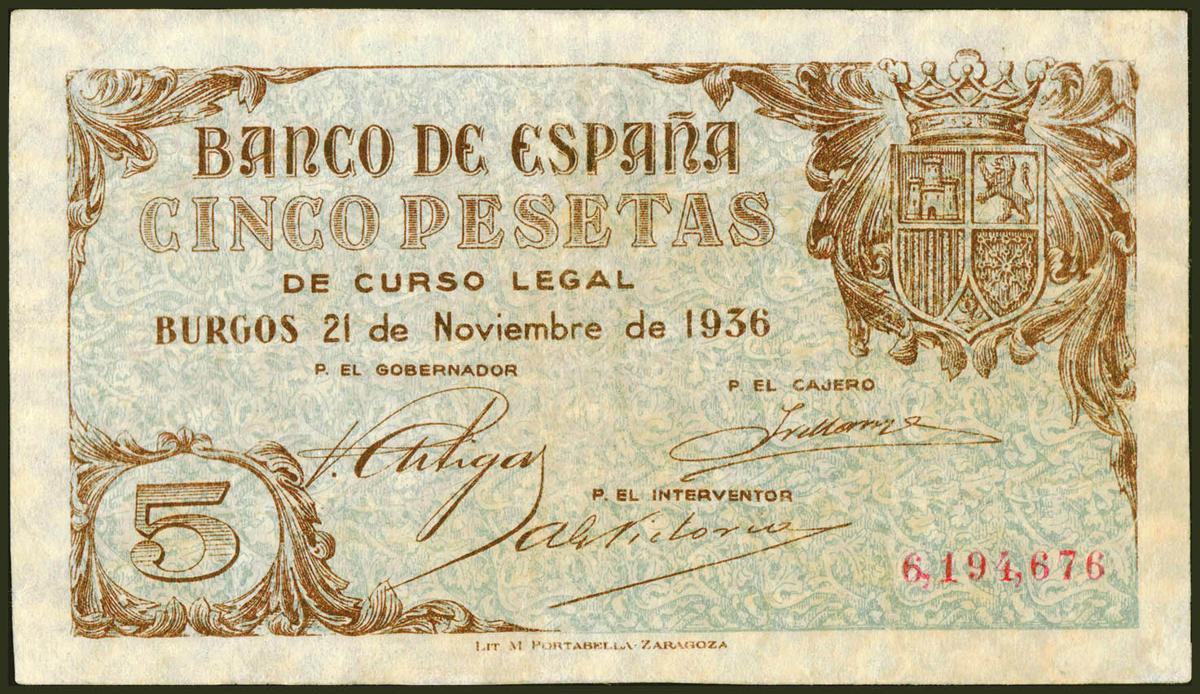 BANCO DE ESPAÑA
CINCO PESETAS
DE CURSO LEGAL
BURGOS 21 de Noviembre de 1936
P. EL GOBERNADOR
P. EL CAJERO
P. EL INTERVENTOR
5
6,194,676
LIT. M. PORTABELLA-ZARAGOZA